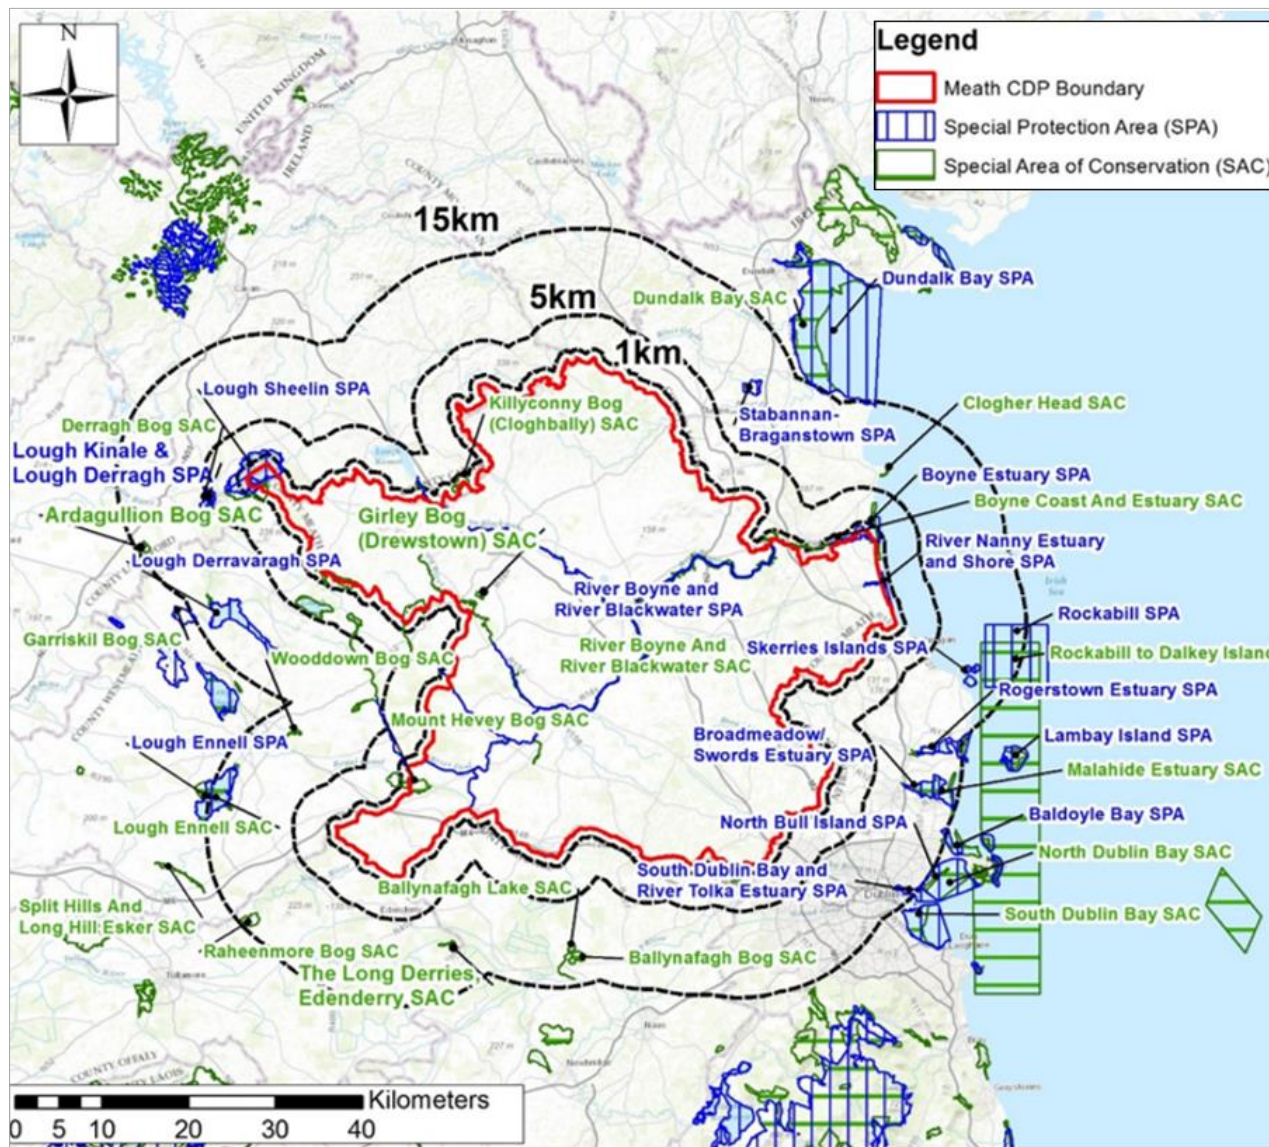 N
Legend
Meath CDP Boundary
Special Protection Area (SPA)
Special Area of Conservation (SAC)
UNITED KINGDOM
IRELAND
15km
5km
1km
Dundalk Bay SAC
Dundalk Bay SPA
Lough Sheelin SPA
Killyconny Bog
(Cloghbally) SAC
Stabannan-
Braganstown SPA
Clogher Head SAC
Derragh Bog SAC
Lough Kinale &
Lough Derragh SPA
Boyne Estuary SPA
Boyne Coast And Estuary SAC
Ardagullion Bog SAC
Girley Bog
(Drewstown) SAC
River Nanny Estuary
and Shore SPA
Lough Derravaragh SPA
River Boyne and
River Blackwater SPA
Rockabill SPA
Garriskil Bog SAC
Wooddown Bog SAC
River Boyne And
River Blackwater SAC
Skerries Islands SPA
Rockabill to Dalkey Island
Rogerstown Estuary SPA
Mount Hevey Bog SAC
Lough Ennell SPA
Broadmeadow/
Swords Estuary SPA
Lambay Island SPA
Malahide Estuary SAC
Lough Ennell SAC
North Bull Island SPA
Baldoyle Bay SPA
North Dublin Bay SAC
Ballynafagh Lake SAC
South Dublin Bay and
River Tolka Estuary SPA
Split Hills And
Long Hill Esker SAC
South Dublin Bay SAC
Raheenmore Bog SAC
Ballynafagh Bog SAC
The Long Derries,
Edenderry SAC
COUNTY OFFALY
COUNTY LAOIS
Kilometers
0 5 10 20 30 40